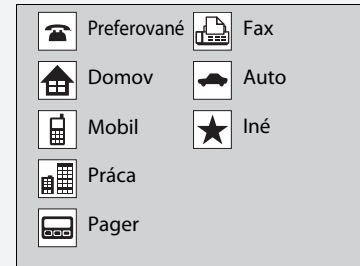 Preferované Fax
Domov Auto
Mobil Iné
Práca
Pager